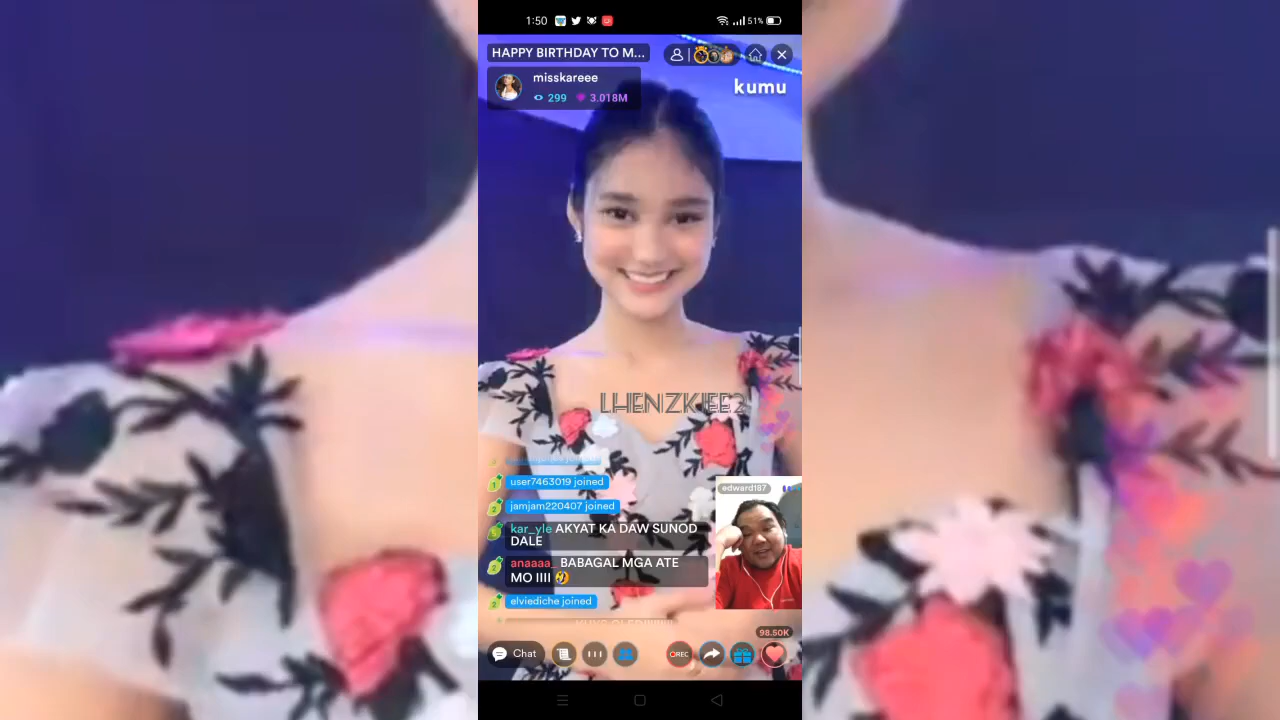 1:50
51%
HAPPY BIRTHDAY TO M...
misskareee
299
3.018M
kumu
LHENZKIEE2
user7463019 joined
edward187
jamjam220407 joined
kar_yle AKYAT KA DAW SUNOD
DALE
anaaaa_ BABAGAL MGA ATE
MO IIII
elviediche joined
98.50K
Chat
REC